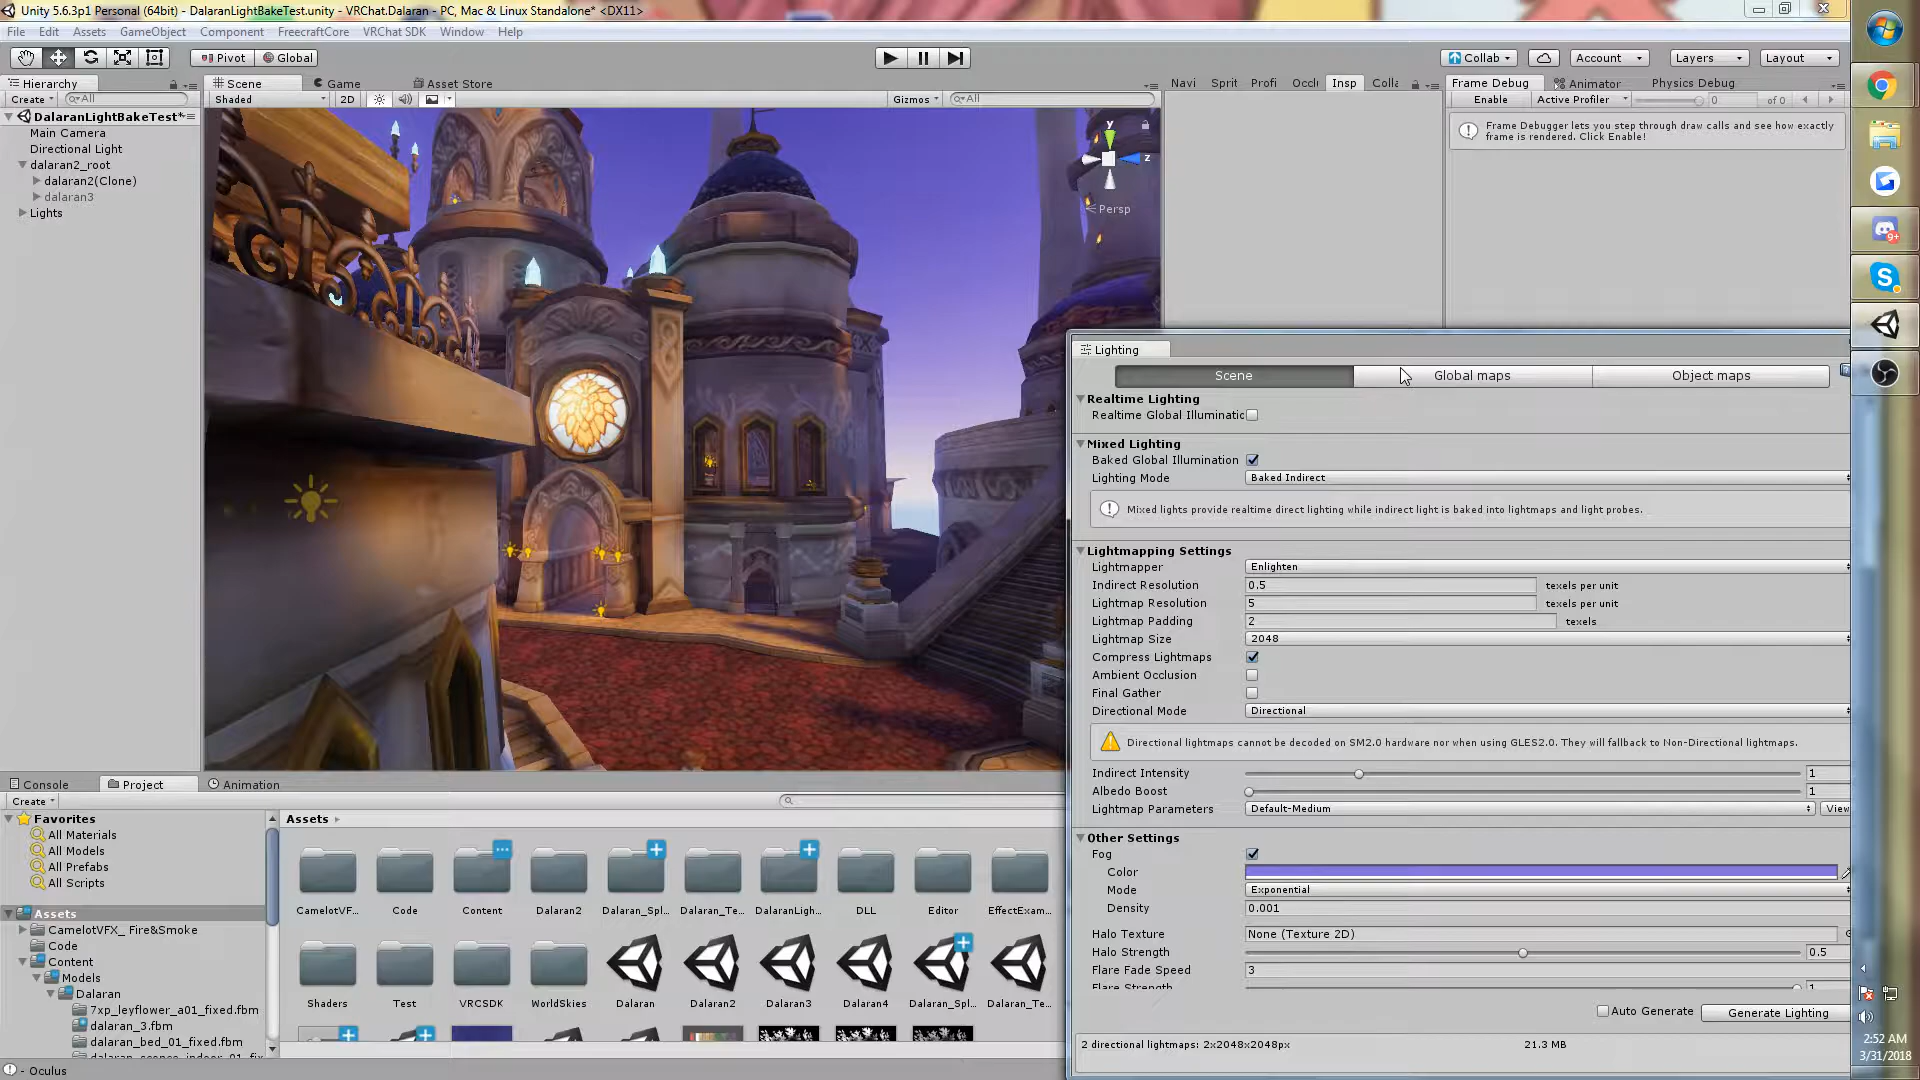 Unity 5.6.3p1 Personal (64bit) - DalaranLightBakeTest.unity - VRChat.Dalaran - PC, Mac & Linux Standalone* <DX11>
File Edit Assets GameObject Component FreecraftCore VRChat SDK Window Help
Pivot Global Collab Account Layers Layout
Hierarchy Scene Game Asset Store Navi Sprit Profi Occl Insp Colla Frame Debug Animator Physics Debug
Create All Shaded 2D Gizmos All Enable Active Profiler 0 of 0
DalaranLightBakeTest*
Main Camera
Directional Light
dalaran2_root
dalaran2(Clone)
dalaran3
Lights
y
z
Persp
Frame Debugger lets you step through draw calls and see how exactly
frame is rendered. Click Enable!
Lighting
Scene Global maps Object maps
Realtime Lighting
Realtime Global Illuminatic
Mixed Lighting
Baked Global Illumination
Lighting Mode Baked Indirect
Mixed lights provide realtime direct lighting while indirect light is baked into lightmaps and light probes.
Lightmapping Settings
Lightmapper Enlighten
Indirect Resolution 0.5 texels per unit
Lightmap Resolution 5 texels per unit
Lightmap Padding 2 texels
Lightmap Size 2048
Compress Lightmaps
Ambient Occlusion
Final Gather
Directional Mode Directional
Directional lightmaps cannot be decoded on SM2.0 hardware nor when using GLES2.0. They will fallback to Non-Directional lightmaps.
Indirect Intensity 1
Albedo Boost 1
Lightmap Parameters Default-Medium View
Other Settings
Fog
Color
Mode Exponential
Density 0.001
Halo Texture None (Texture 2D)
Halo Strength 0.5
Flare Fade Speed 3
Flare Strength 1
Auto Generate Generate Lighting
2 directional lightmaps: 2x2048x2048px 21.3 MB
Console Project Animation
Create
Favorites
All Materials
All Models
All Prefabs
All Scripts
Assets
CamelotVFX_ Fire&Smoke
Code
Content
Models
Dalaran
7xp_leyflower_a01_fixed.fbm
dalaran_3.fbm
dalaran_bed_01_fixed.fbm
Assets
CamelotVF... Code Content Dalaran2 Dalaran_Spl... Dalaran_Te... DalaranLigh... DLL Editor EffectExam...
Shaders Test VRCSDK WorldSkies Dalaran Dalaran2 Dalaran3 Dalaran4 Dalaran_Spl... Dalaran_Te...
- Oculus
9+
2:52 AM
3/31/2018